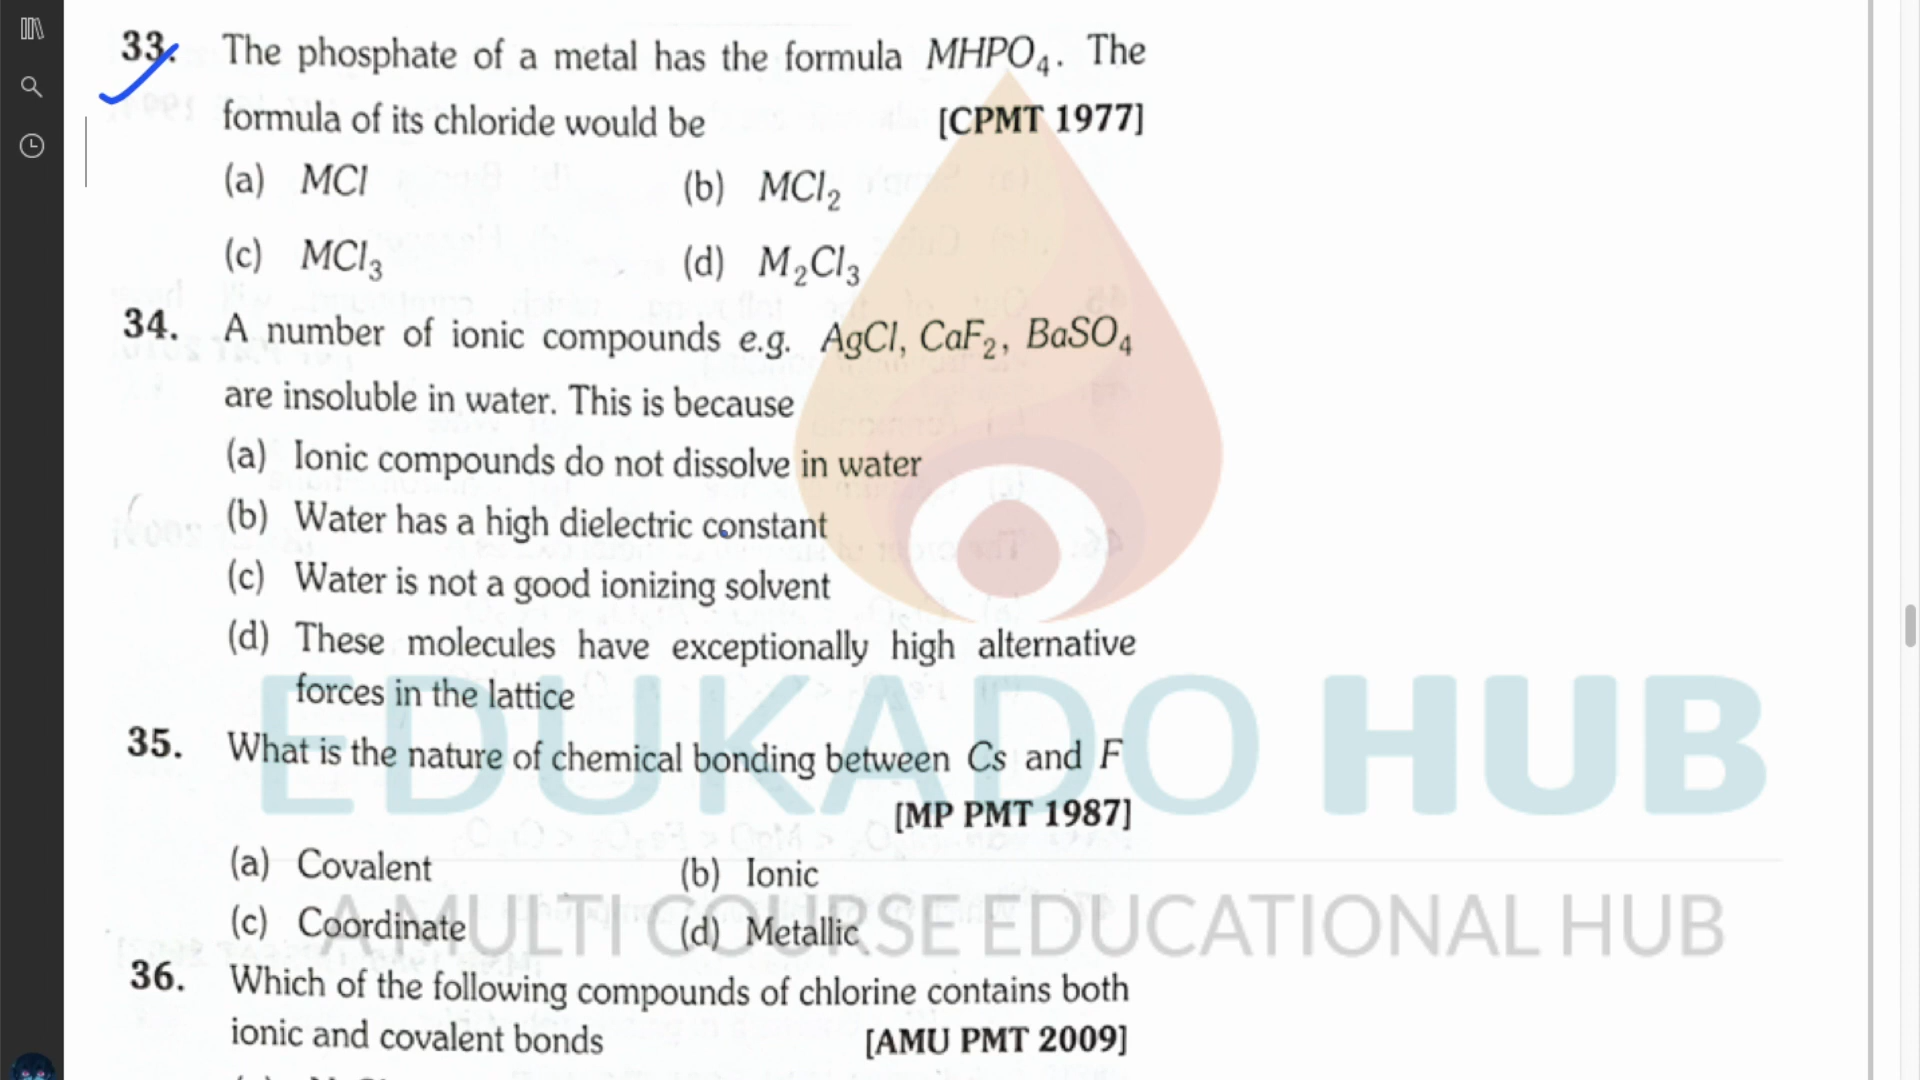 33. The phosphate of a metal has the formula MHPO₄. The
formula of its chloride would be [CPMT 1977]
(a) MCl (b) MCl₂
(c) MCl₃ (d) M₂Cl₃
34. A number of ionic compounds e.g. AgCl, CaF₂, BaSO₄
are insoluble in water. This is because
(a) Ionic compounds do not dissolve in water
(b) Water has a high dielectric constant
(c) Water is not a good ionizing solvent
(d) These molecules have exceptionally high alternative
forces in the lattice
35. What is the nature of chemical bonding between Cs and F
[MP PMT 1987]
(a) Covalent (b) Ionic
(c) Coordinate (d) Metallic
36. Which of the following compounds of chlorine contains both
ionic and covalent bonds [AMU PMT 2009]
EDUKADO HUB
A MULTI COURSE EDUCATIONAL HUB